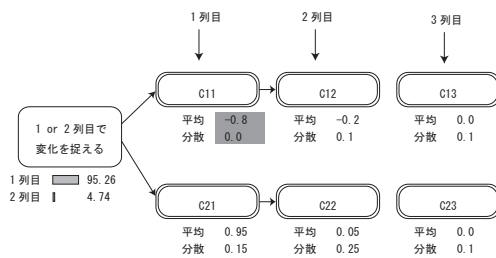 1 列目 2 列目 3 列目
C11 C12 C13
平均 -0.8 平均 -0.2 平均 0.0
分散 0.0 分散 0.1 分散 0.1
1 or 2 列目で
変化を捉える
1 列目 95.26
2 列目 4.74
C21 C22 C23
平均 0.95 平均 0.05 平均 0.0
分散 0.15 分散 0.25 分散 0.1